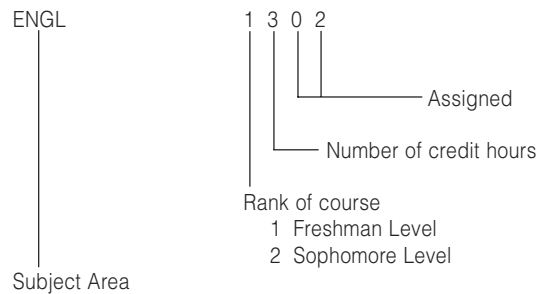 ENGL 1 3 0 2
Assigned
Number of credit hours
Rank of course
1 Freshman Level
2 Sophomore Level
Subject Area